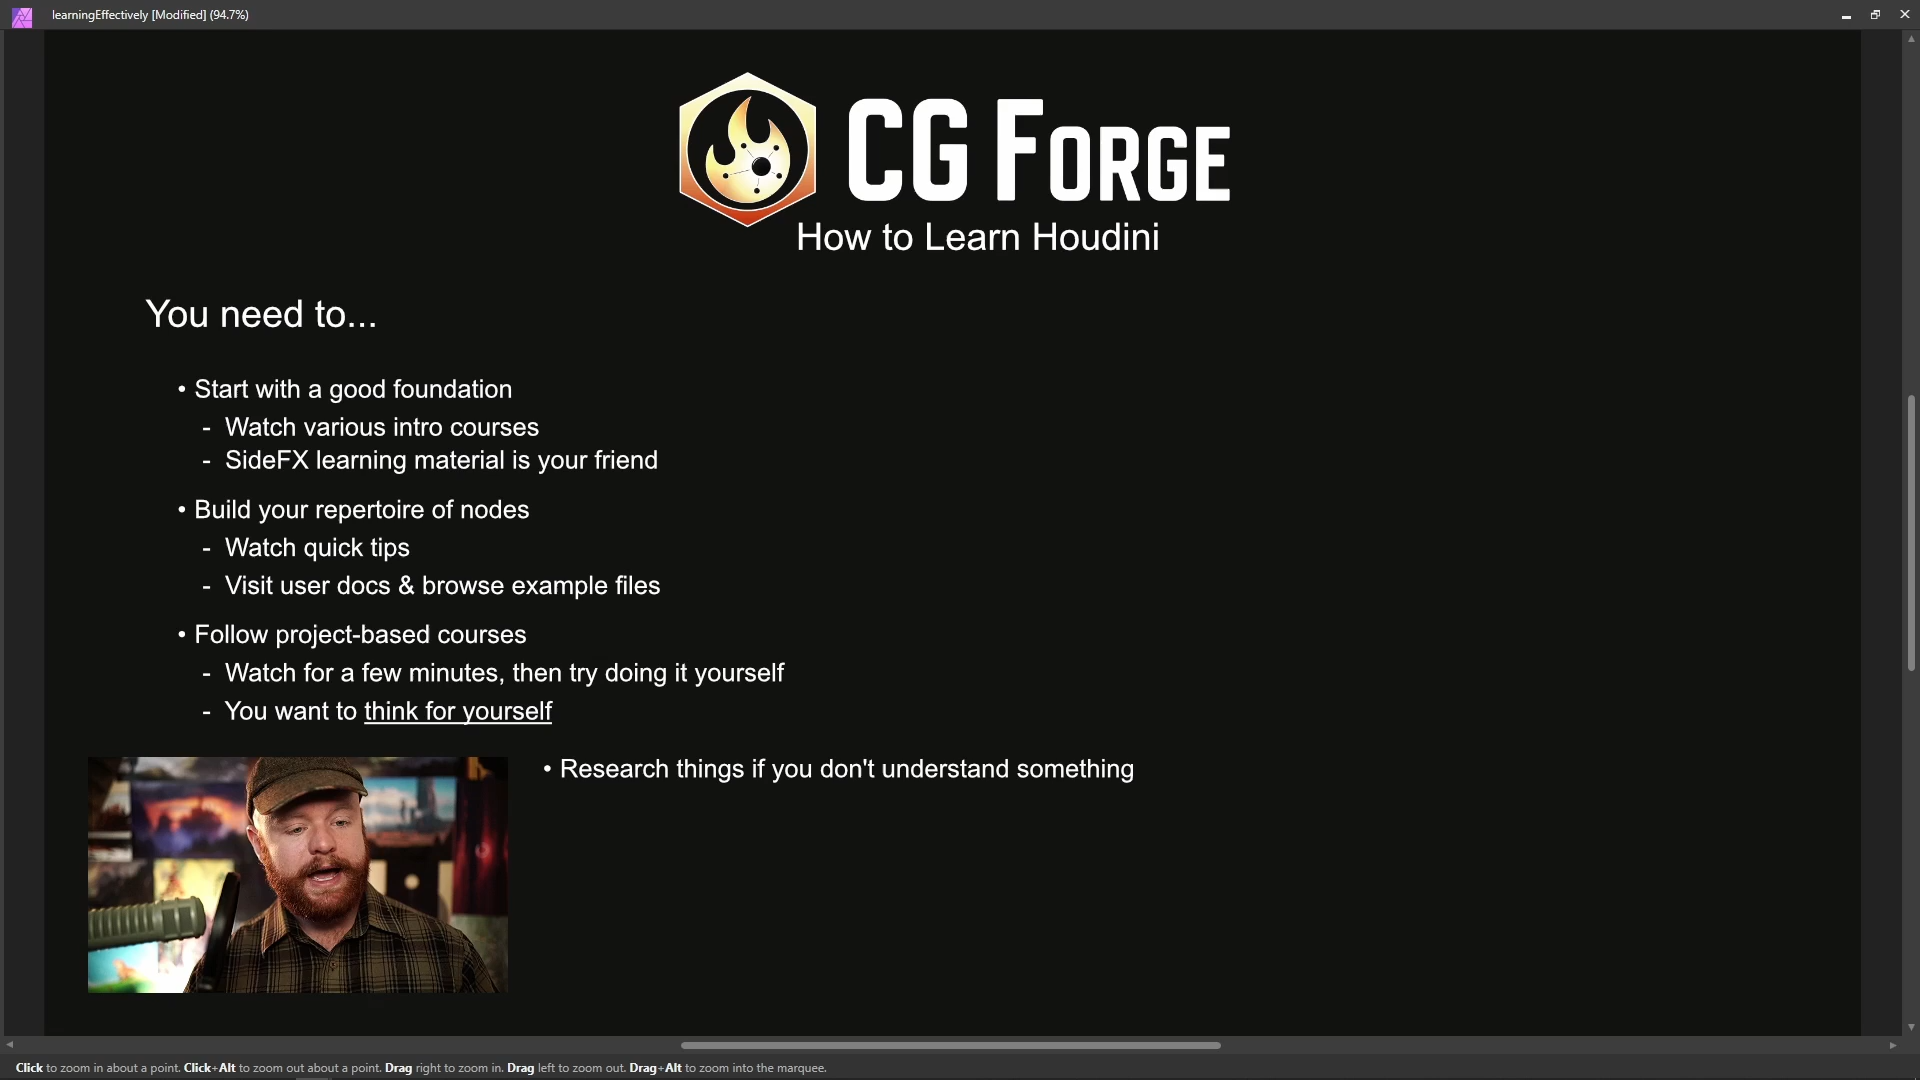 learningEffectively [Modified] (94.7%)
CG FORGE
How to Learn Houdini
You need to...
• Start with a good foundation
- Watch various intro courses
- SideFX learning material is your friend
• Build your repertoire of nodes
- Watch quick tips
- Visit user docs & browse example files
• Follow project-based courses
- Watch for a few minutes, then try doing it yourself
- You want to think for yourself
• Research things if you don't understand something
Click to zoom in about a point. Click+Alt to zoom out about a point. Drag right to zoom in. Drag left to zoom out. Drag+Alt to zoom into the marquee.